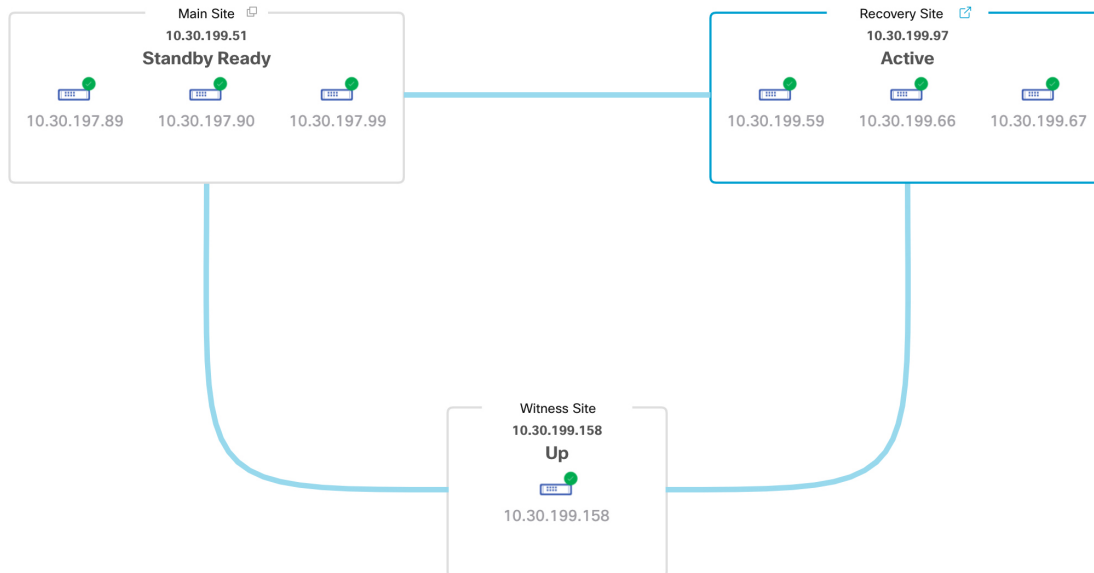 Main Site
10.30.199.51
Standby Ready
10.30.197.89 10.30.197.90 10.30.197.99
Recovery Site
10.30.199.97
Active
10.30.199.59 10.30.199.66 10.30.199.67
Witness Site
10.30.199.158
Up
10.30.199.158